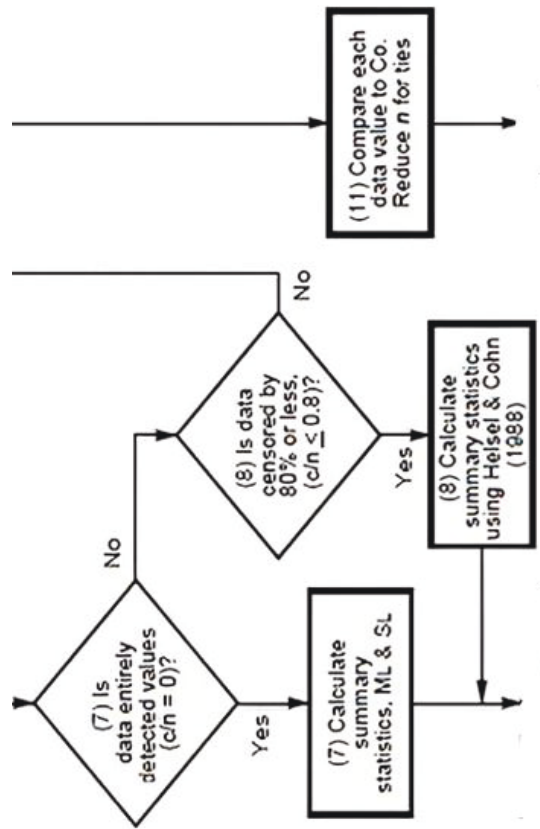 (7) Is
data entirely
detected values
(c/n = 0)?
No
Yes
(7) Calculate
summary
statistics, ML & SL
(8) Is data
censored by
80% or less,
(c/n ≤ 0.8)?
No
Yes
(8) Calculate
summary statistics
using Helsel & Cohn
(1988)
(11) Compare each
data value to Co.
Reduce n for ties